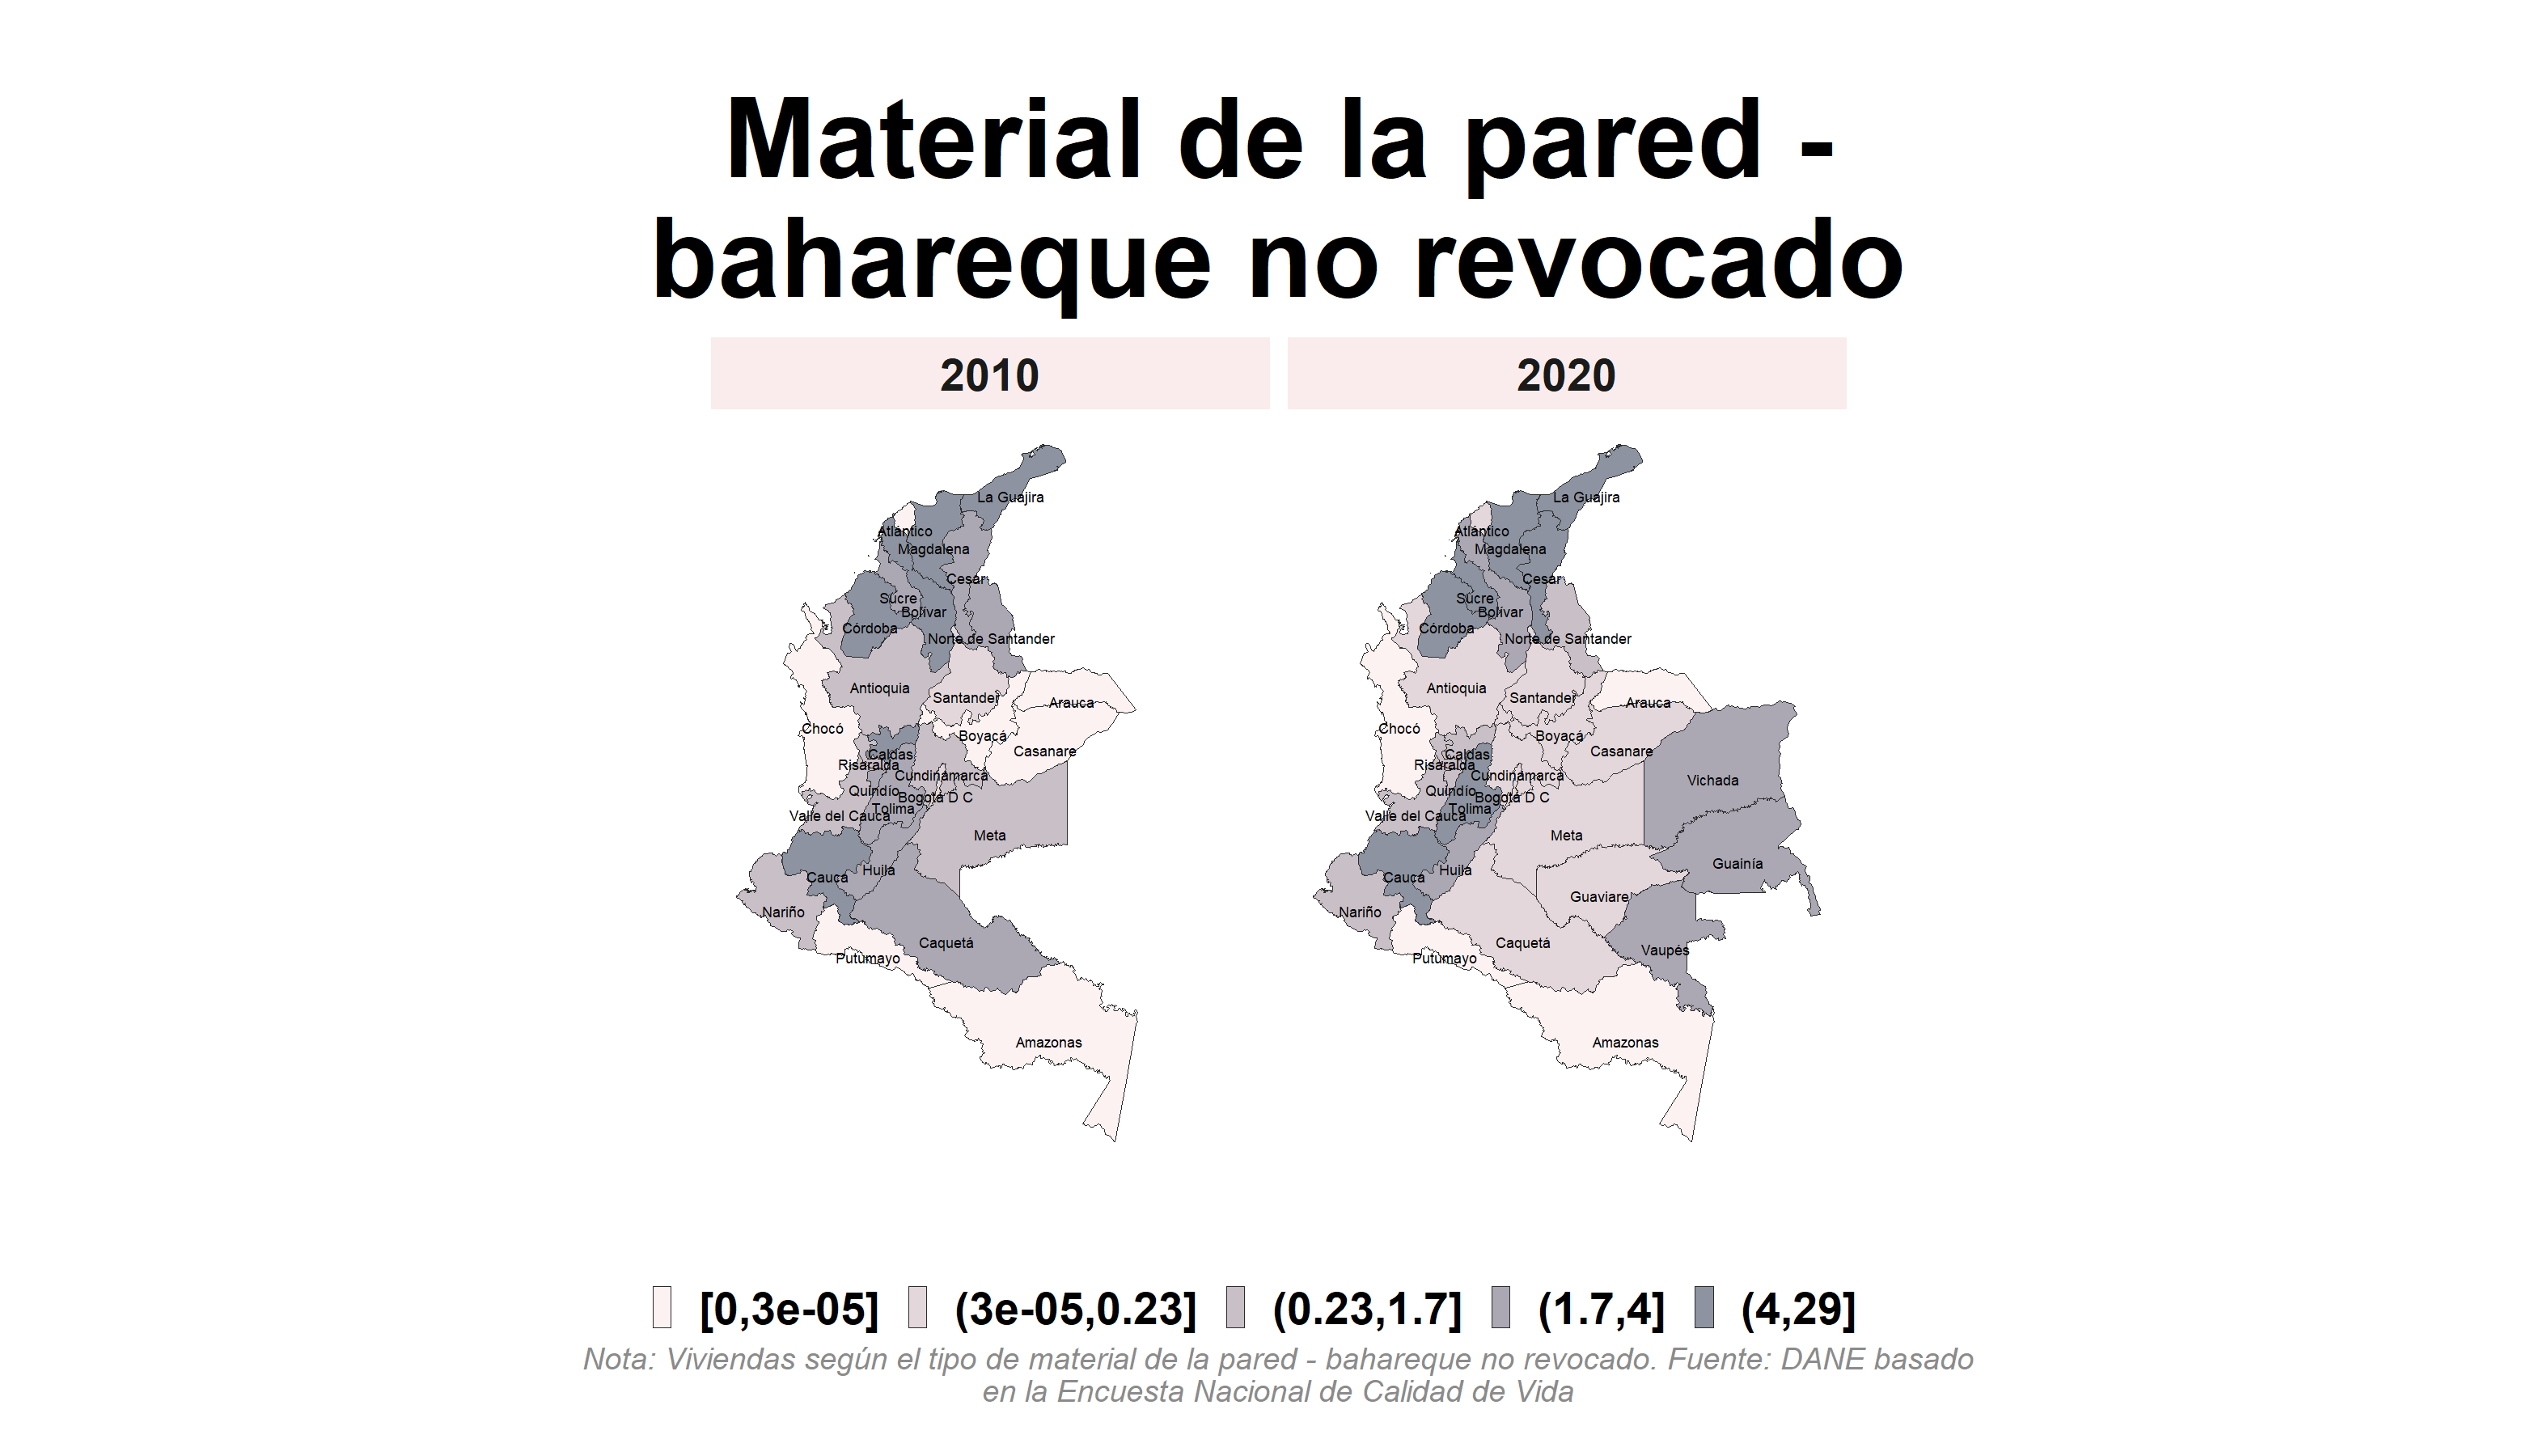 Material de la pared -
bahareque no revocado
2010
2020
La Guajira
Atlántico
Magdalena
Cesar
Sucre
Bolívar
Córdoba
Norte de Santander
Antioquia
Santander
Arauca
Chocó
Boyacá
Casanare
Caldas
Risaralda
Cundinamarca
Quindío
Bogotá D C
Tolima
Valle del Cauca
Meta
Huila
Cauca
Nariño
Caquetá
Putumayo
Amazonas
La Guajira
Atlántico
Magdalena
Cesar
Sucre
Bolívar
Córdoba
Norte de Santander
Antioquia
Santander
Arauca
Chocó
Boyacá
Casanare
Caldas
Risaralda
Cundinamarca
Vichada
Quindío
Bogotá D C
Tolima
Valle del Cauca
Meta
Guainía
Huila
Cauca
Guaviare
Nariño
Caquetá
Vaupés
Putumayo
Amazonas
[0,3e-05] (3e-05,0.23] (0.23,1.7] (1.7,4] (4,29]
Nota: Viviendas según el tipo de material de la pared - bahareque no revocado. Fuente: DANE basado
en la Encuesta Nacional de Calidad de Vida